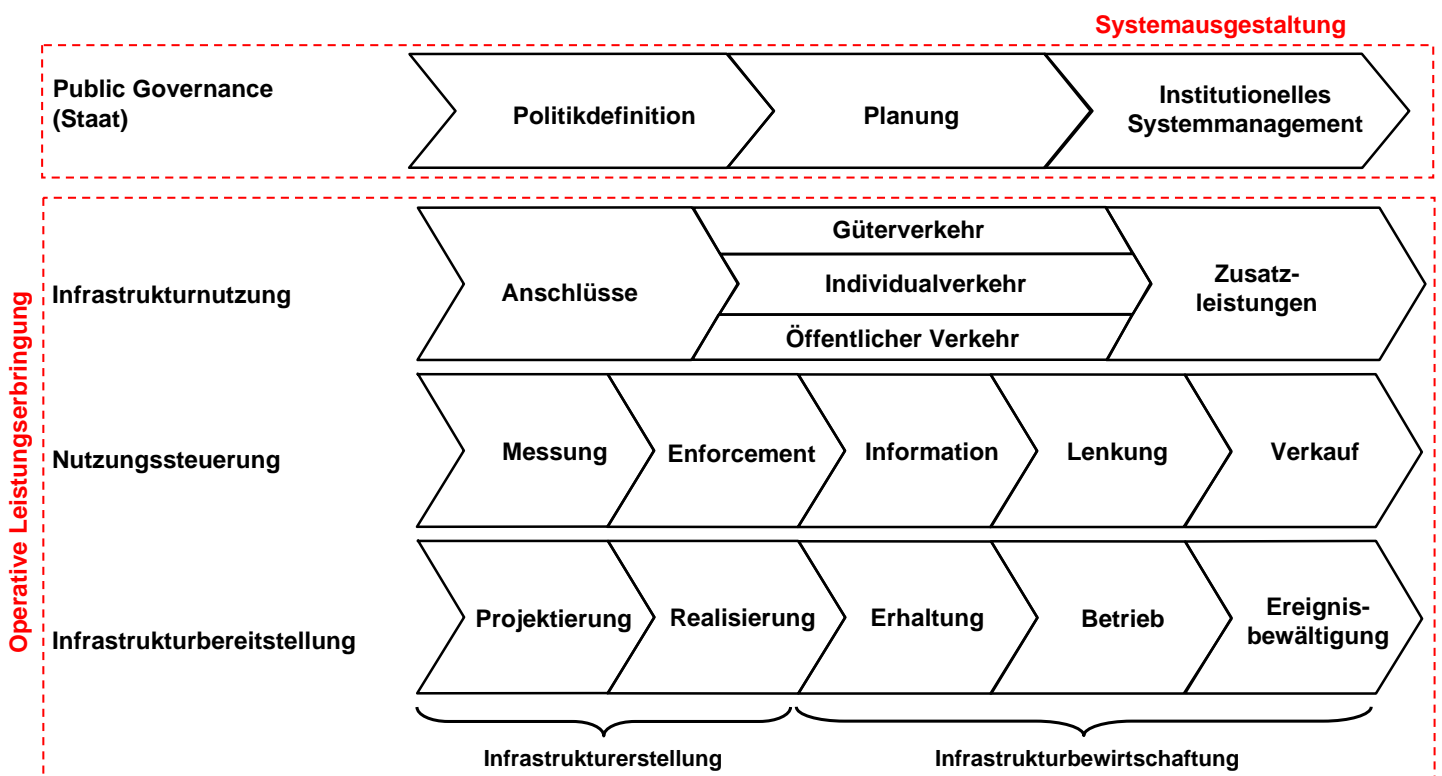 Systemausgestaltung
Public Governance
(Staat)
Politikdefinition
Planung
Institutionelles
Systemmanagement
Operative Leistungserbringung
Infrastrukturnutzung
Anschlüsse
Güterverkehr
Individualverkehr
Öffentlicher Verkehr
Zusatz-
leistungen
Nutzungssteuerung
Messung
Enforcement
Information
Lenkung
Verkauf
Infrastrukturbereitstellung
Projektierung
Realisierung
Erhaltung
Betrieb
Ereignis-
bewältigung
Infrastrukturerstellung
Infrastrukturbewirtschaftung